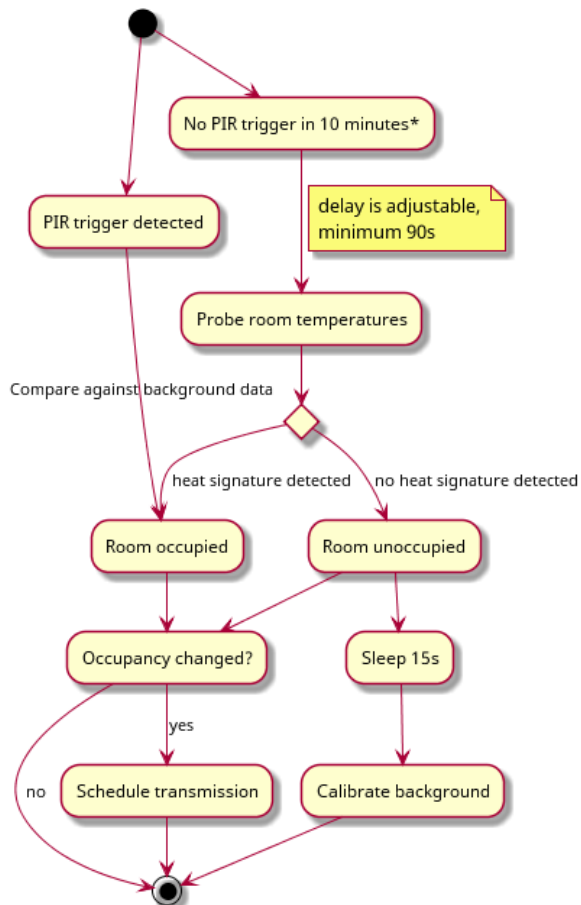 No PIR trigger in 10 minutes*
delay is adjustable,
minimum 90s
PIR trigger detected
Probe room temperatures
Compare against background data
heat signature detected
no heat signature detected
Room occupied
Room unoccupied
Occupancy changed?
Sleep 15s
yes
no
Schedule transmission
Calibrate background